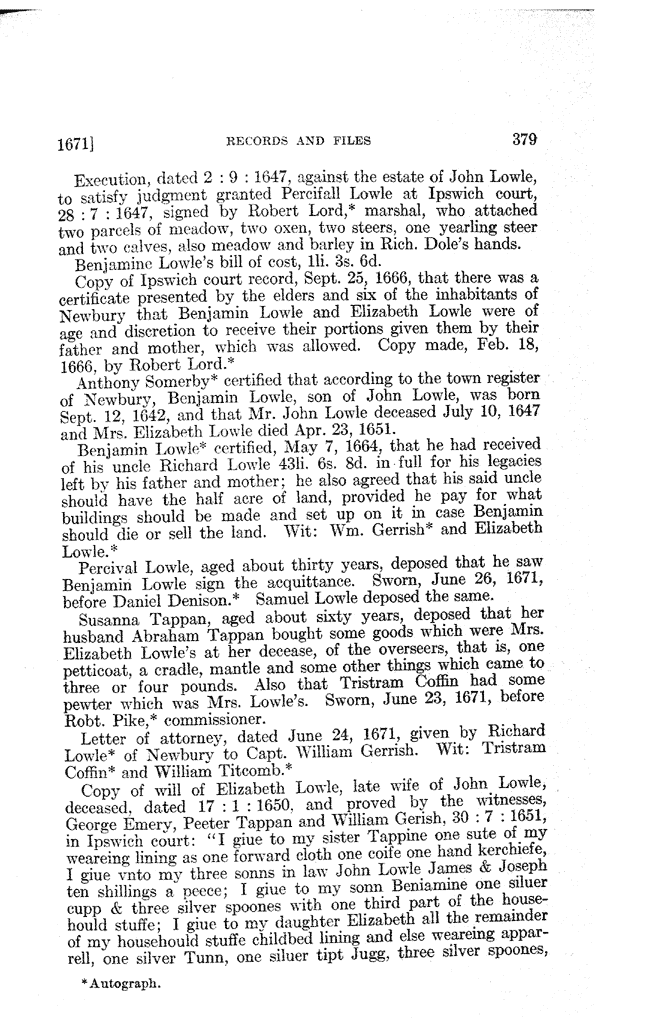 1671]
RECORDS AND FILES
379
Execution, dated 2 : 9 : 1647, against the estate of John Lowle,
to satisfy judgment granted Percifall Lowle at Ipswich court,
28 : 7 : 1647, signed by Robert Lord,* marshal, who attached
two parcels of meadow, two oxen, two steers, one yearling steer
and two calves, also meadow and barley in Rich. Dole's hands.
Benjamine Lowle's bill of cost, 1li. 3s. 6d.
Copy of Ipswich court record, Sept. 25, 1666, that there was a
certificate presented by the elders and six of the inhabitants of
Newbury that Benjamin Lowle and Elizabeth Lowle were of
age and discretion to receive their portions given them by their
father and mother, which was allowed. Copy made, Feb. 18,
1666, by Robert Lord.*
Anthony Somerby* certified that according to the town register
of Newbury, Benjamin Lowle, son of John Lowle, was born
Sept. 12, 1642, and that Mr. John Lowle deceased July 10, 1647
and Mrs. Elizabeth Lowle died Apr. 23, 1651.
Benjamin Lowle* certified, May 7, 1664, that he had received
of his uncle Richard Lowle 43li. 6s. 8d. in full for his legacies
left by his father and mother; he also agreed that his said uncle
should have the half acre of land, provided he pay for what
buildings should be made and set up on it in case Benjamin
should die or sell the land. Wit: Wm. Gerrish* and Elizabeth
Lowle.*
Percival Lowle, aged about thirty years, deposed that he saw
Benjamin Lowle sign the acquittance. Sworn, June 26, 1671,
before Daniel Denison.* Samuel Lowle deposed the same.
Susanna Tappan, aged about sixty years, deposed that her
husband Abraham Tappan bought some goods which were Mrs.
Elizabeth Lowle's at her decease, of the overseers, that is, one
petticoat, a cradle, mantle and some other things which came to
three or four pounds. Also that Tristram Coffin had some
pewter which was Mrs. Lowle's. Sworn, June 23, 1671, before
Robt. Pike,* commissioner.
Letter of attorney, dated June 24, 1671, given by Richard
Lowle* of Newbury to Capt. William Gerrish. Wit: Tristram
Coffin* and William Titcomb.*
Copy of will of Elizabeth Lowle, late wife of John Lowle,
deceased, dated 17 : 1 : 1650, and proved by the witnesses,
George Emery, Peeter Tappan and William Gerish, 30 : 7 : 1651,
in Ipswich court: "I giue to my sister Tappine one sute of my
weareing lining as one forward cloth one coife one hand kerchiefe,
I giue vnto my three sonns in law John Lowle James & Joseph
ten shillings a peece; I giue to my sonn Beniamine one siluer
cupp & three silver spoones with one third part of the house-
hould stuffe; I giue to my daughter Elizabeth all the remainder
of my househould stuffe childbed lining and else weareing appar-
rell, one silver Tunn, one siluer tipt Jugg, three silver spoones,
*Autograph.